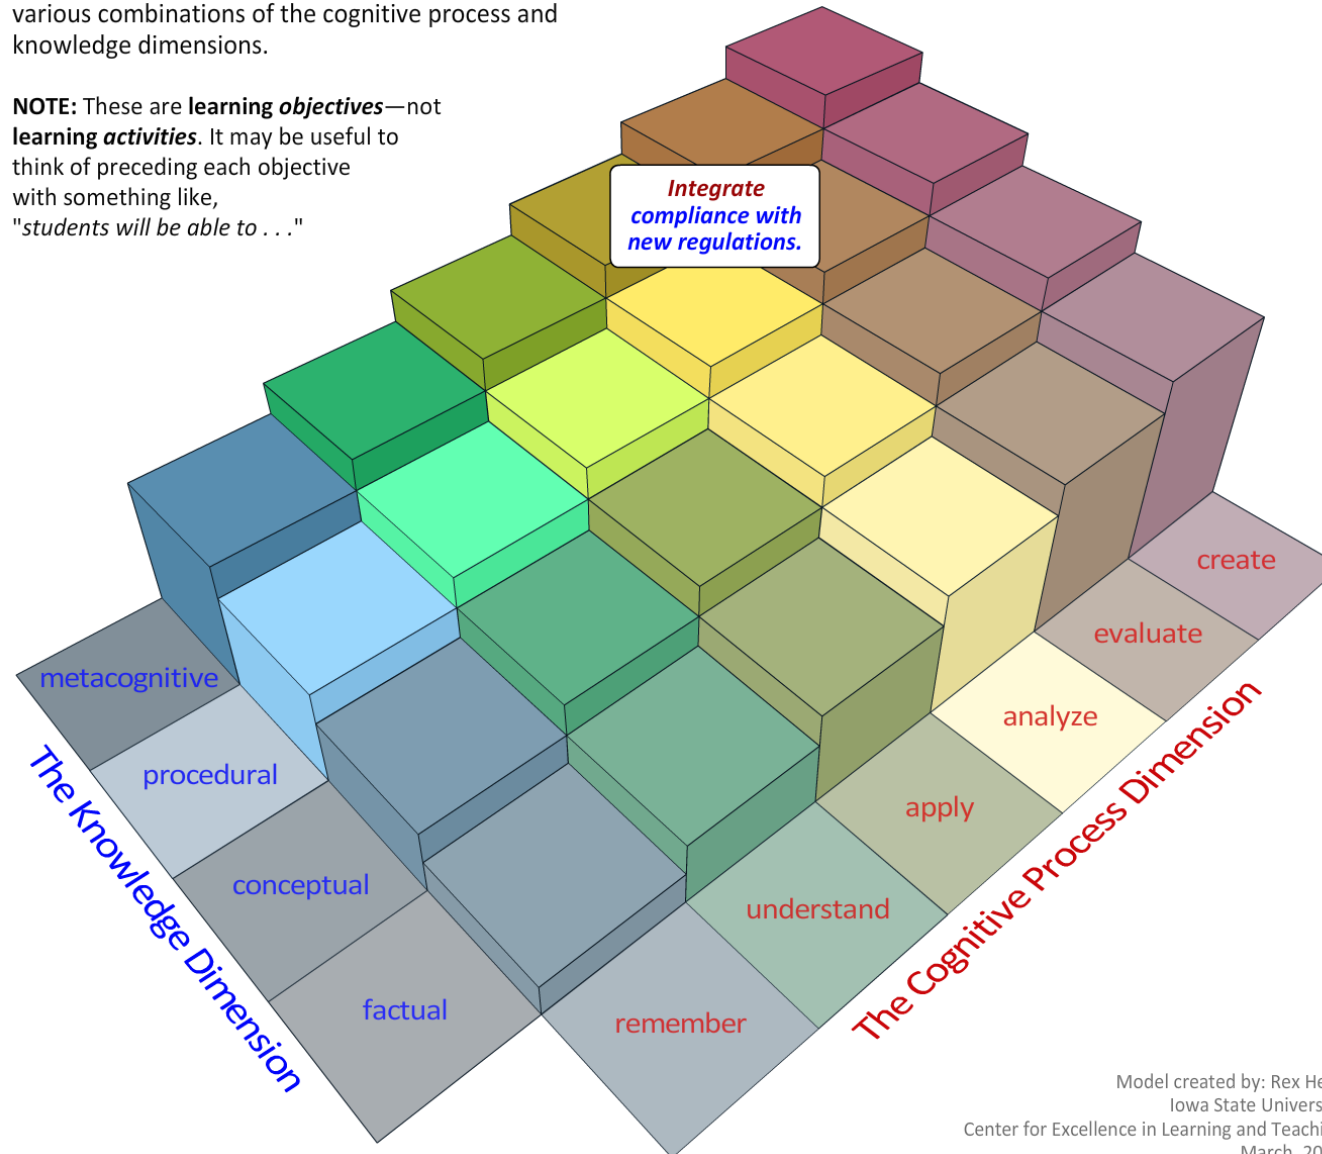 various combinations of the cognitive process and
knowledge dimensions.
NOTE: These are learning objectives—not
learning activities. It may be useful to
think of preceding each objective
with something like,
"students will be able to . . ."
Integrate
compliance with
new regulations.
metacognitive
procedural
conceptual
factual
The Knowledge Dimension
remember
understand
apply
analyze
evaluate
create
The Cognitive Process Dimension
Model created by: Rex
Iowa State
Center for Excellence in Learning and
March,